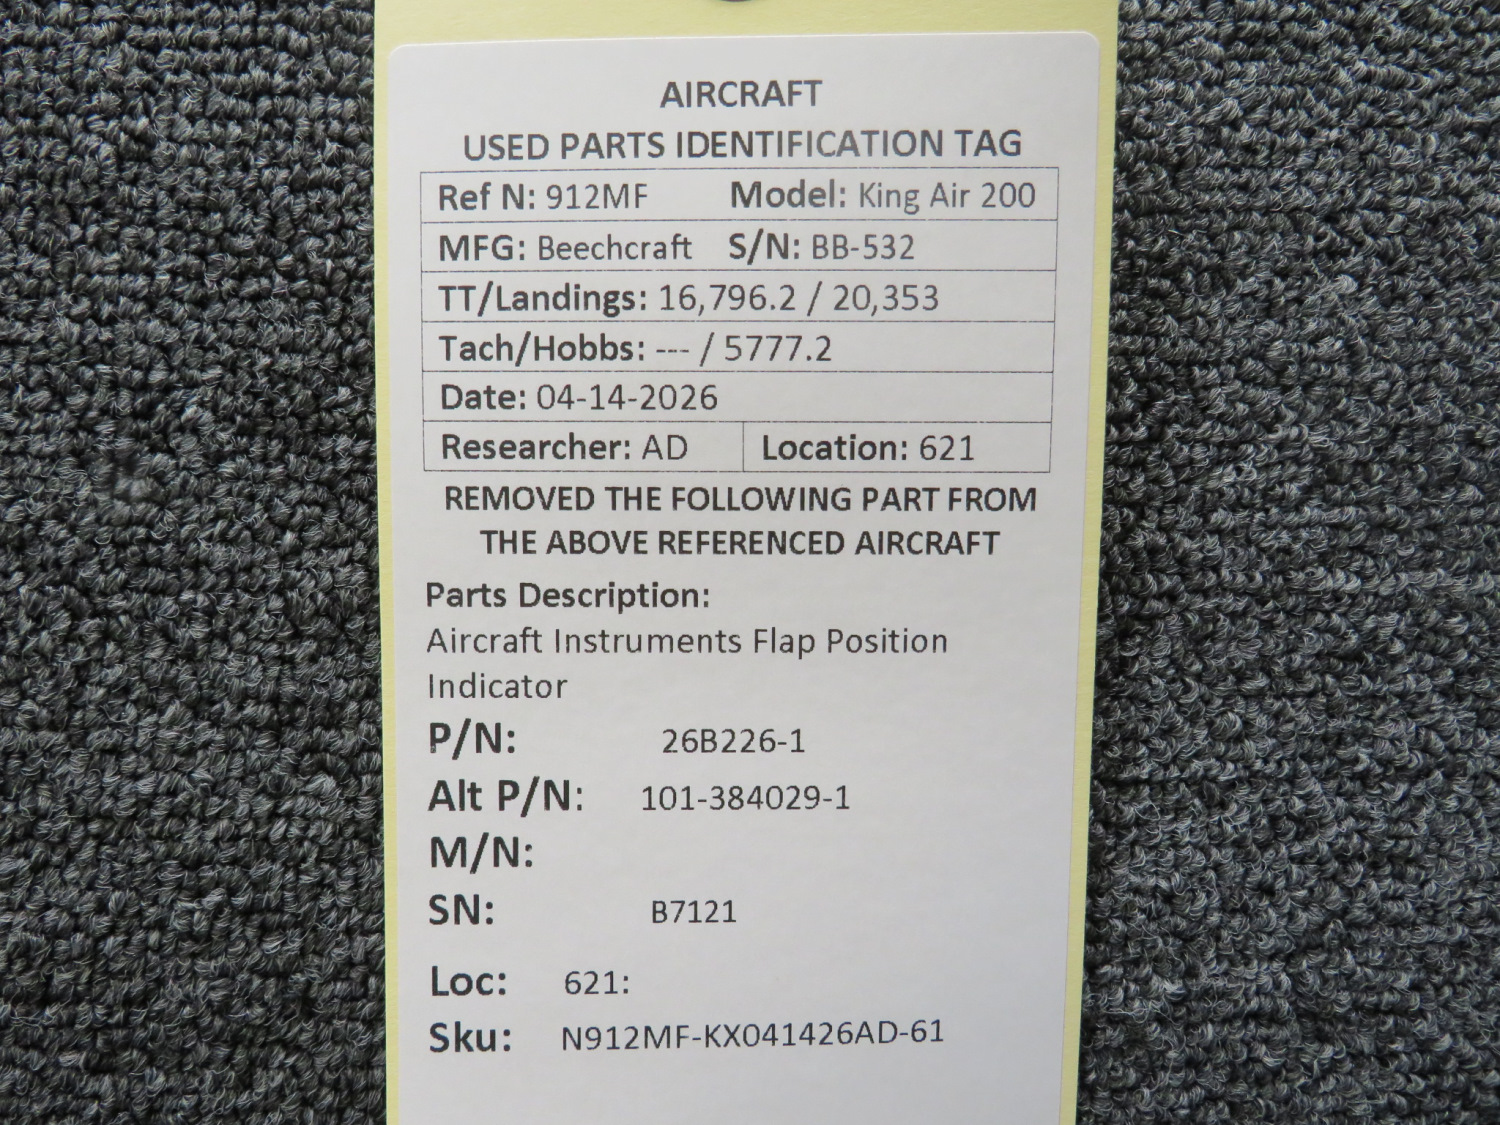 AIRCRAFT
USED PARTS IDENTIFICATION TAG
Ref N: 912MF Model: King Air 200
MFG: Beechcraft S/N: BB-532
TT/Landings: 16,796.2 / 20,353
Tach/Hobbs: --- / 5777.2
Date: 04-14-2026
Researcher: AD Location: 621
REMOVED THE FOLLOWING PART FROM
THE ABOVE REFERENCED AIRCRAFT
Parts Description:
Aircraft Instruments Flap Position
Indicator
P/N: 26B226-1
Alt P/N: 101-384029-1
M/N:
SN: B7121
Loc: 621:
Sku: N912MF-KX041426AD-61